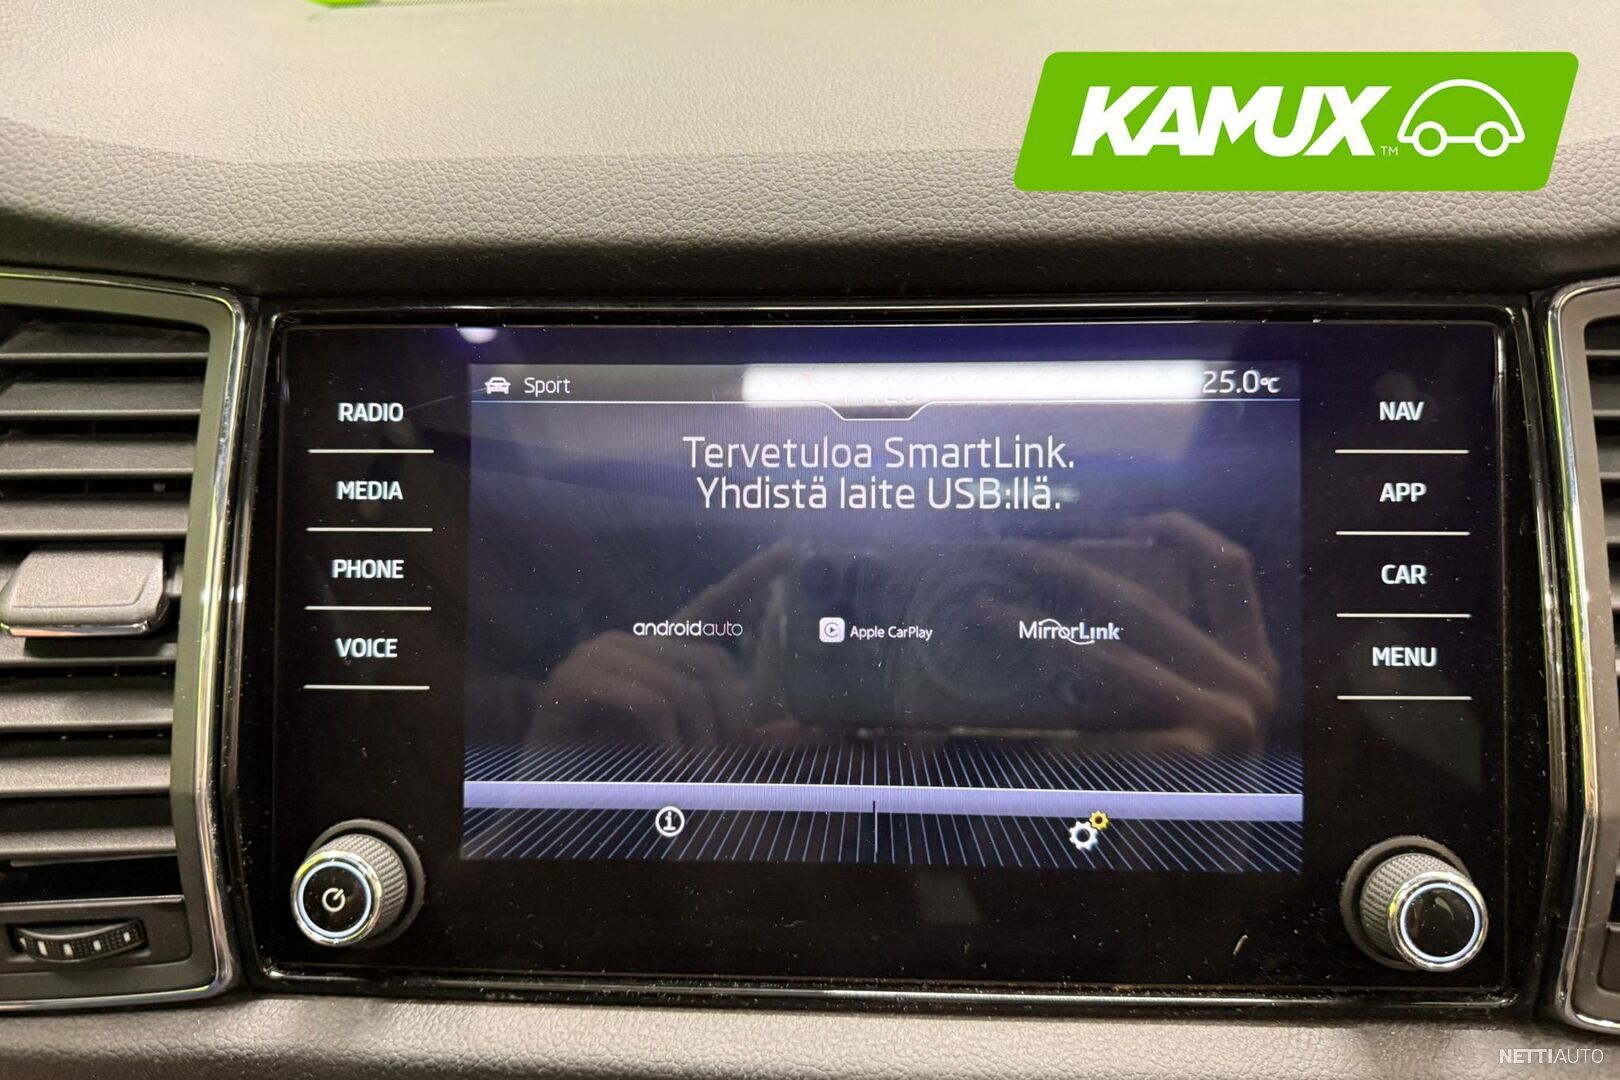 KAMUX™
Sport
25.0°C
Tervetuloa SmartLink.
Yhdistä laite USB:llä.
androidauto
Apple CarPlay
MirrorLink
RADIO
MEDIA
PHONE
VOICE
NAV
APP
CAR
MENU
NETTIAUTO